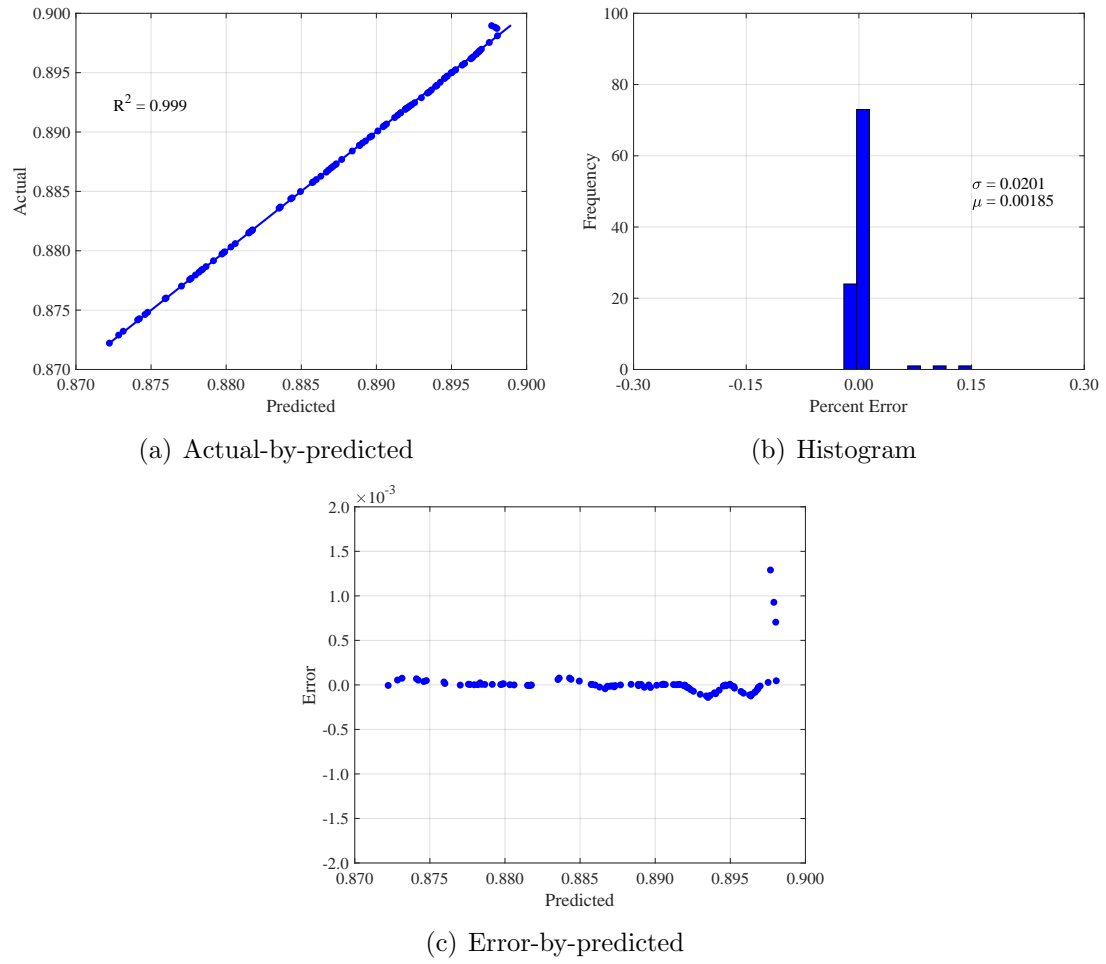 0.900
0.895
0.890
0.885
0.880
0.875
0.870
Actual
R² = 0.999
0.870 0.875 0.880 0.885 0.890 0.895 0.900
Predicted
(a) Actual-by-predicted
100
80
60
40
20
0
Frequency
σ = 0.0201
μ = 0.00185
-0.30 -0.15 0.00 0.15 0.30
Percent Error
(b) Histogram
×10⁻³
2.0
1.5
1.0
0.5
0.0
-0.5
-1.0
-1.5
-2.0
Error
0.870 0.875 0.880 0.885 0.890 0.895 0.900
Predicted
(c) Error-by-predicted